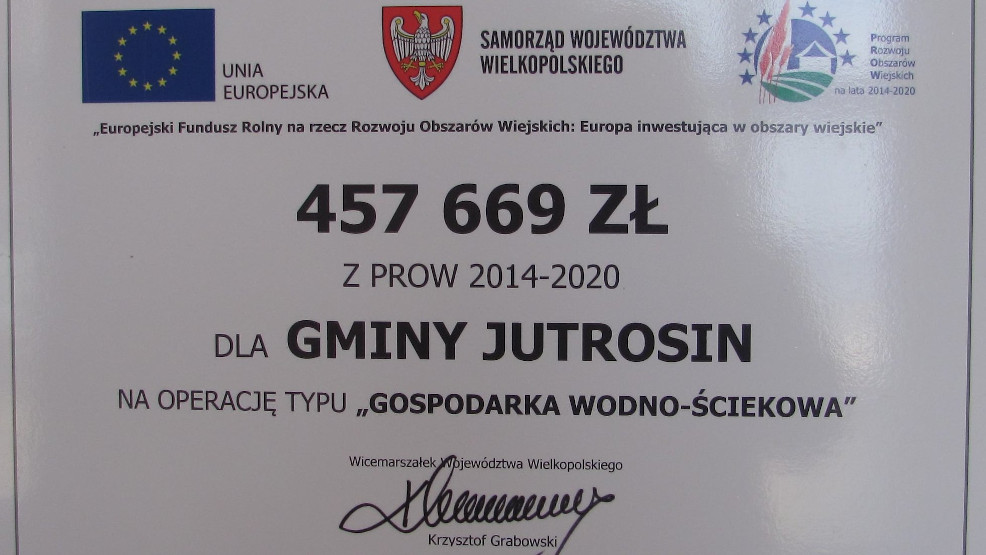 UNIA
EUROPEJSKA
SAMORZĄD WOJEWÓDZTWA
WIELKOPOLSKIEGO
Program
Rozwoju
Obszarów
Wiejskich
na lata 2014-2020
„Europejski Fundusz Rolny na rzecz Rozwoju Obszarów Wiejskich: Europa inwestująca w obszary wiejskie”
457 669 ZŁ
Z PROW 2014-2020
DLA GMINY JUTROSIN
NA OPERACJĘ TYPU „GOSPODARKA WODNO-ŚCIEKOWA”
Wicemarszałek Województwa Wielkopolskiego
Krzysztof Grabowski